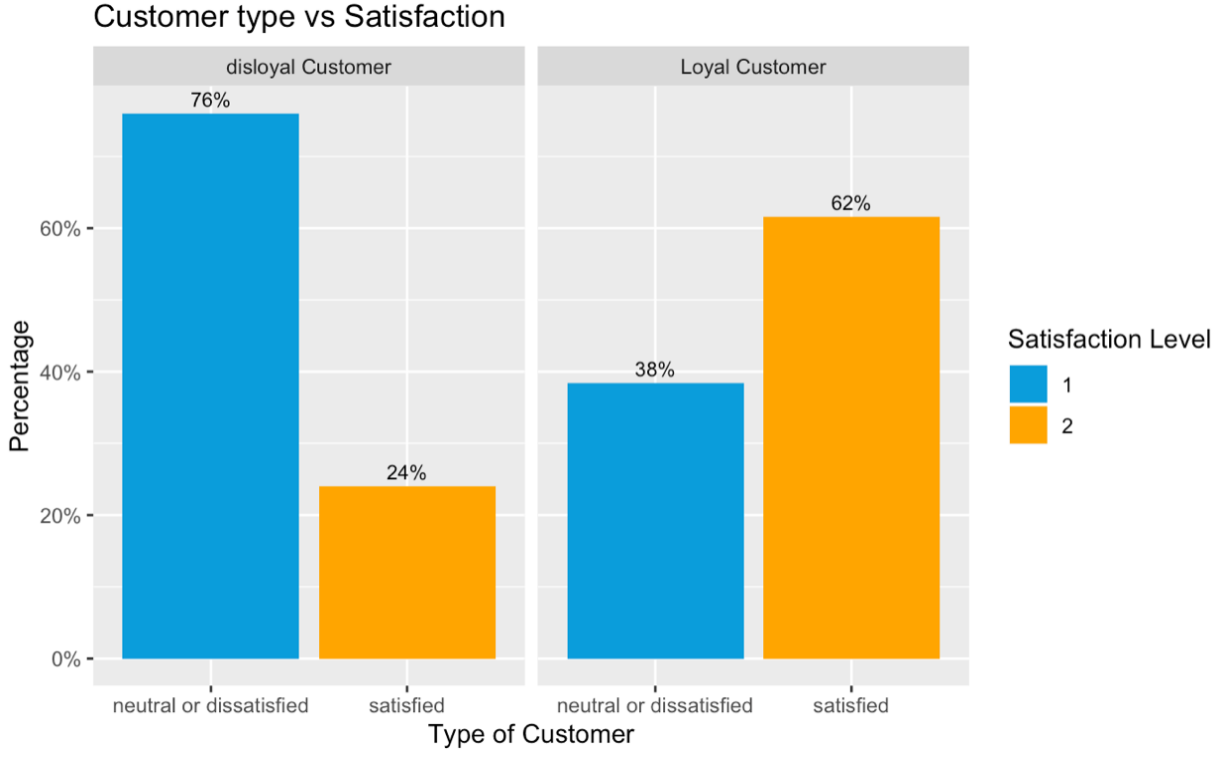 Customer type vs Satisfaction
disloyal Customer
Loyal Customer
76%
24%
38%
62%
60%
40%
20%
0%
Percentage
neutral or dissatisfied
satisfied
neutral or dissatisfied
satisfied
Type of Customer
Satisfaction Level
1
2